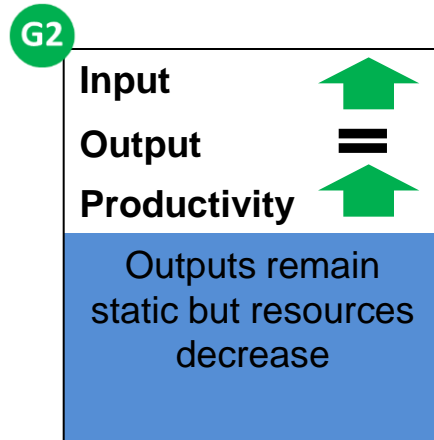 G2
Input
Output
Productivity
Outputs remain
static but resources
decrease